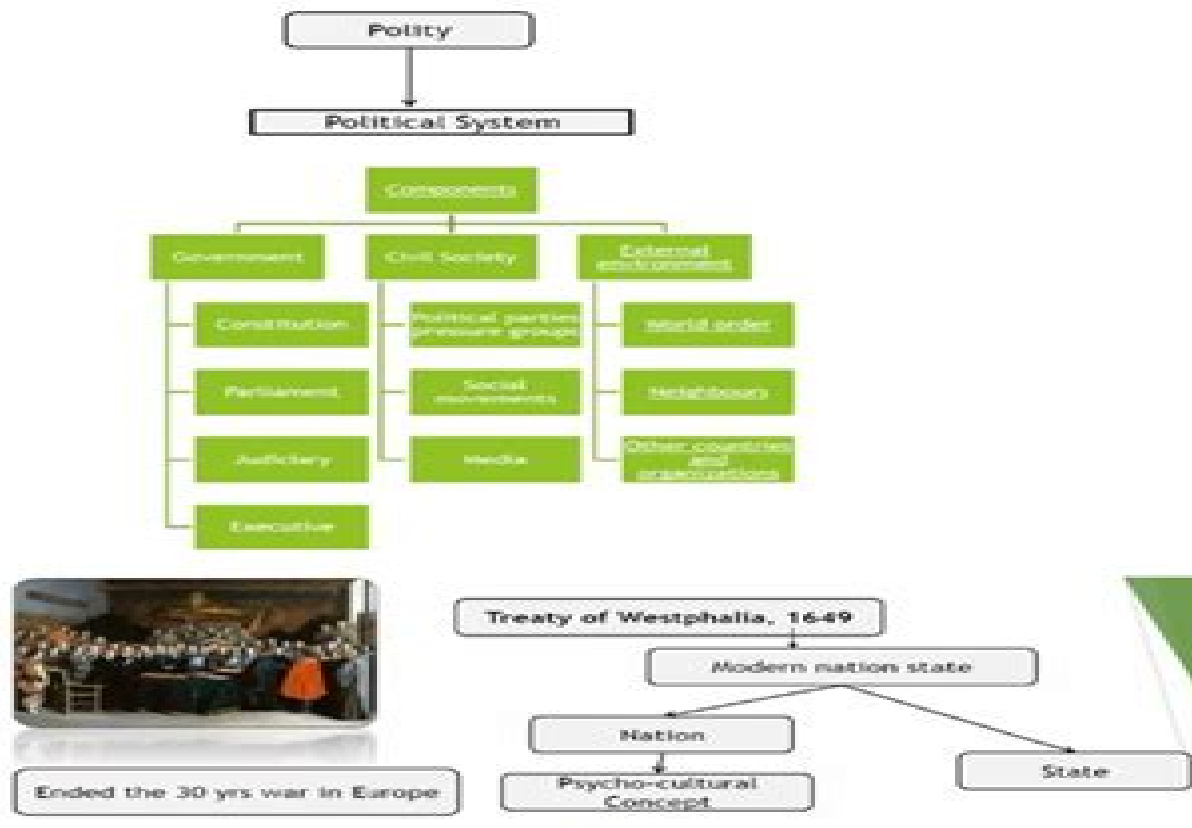 Polity
Political System
Components
Government
Civil Society
External
environment
Constitution
Political parties
pressure groups
World order
Parliament
Social
movements
Neighbours
Judiciary
Media
Other countries
and
organizations
Executive
Treaty of Westphalia, 1649
Modern nation state
Nation
State
Psycho-cultural
Concept
Ended the 30 yrs war in Europe